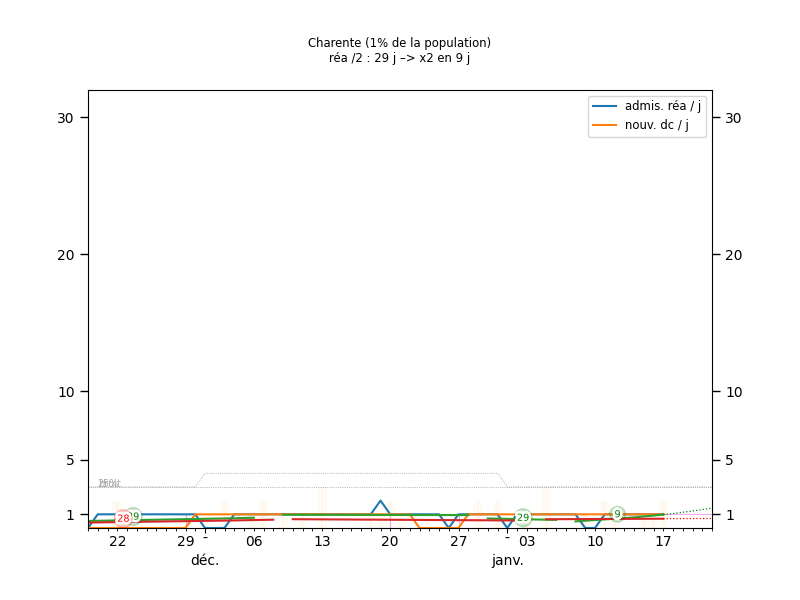 Charente (1% de la population)
réa /2 : 29 j –> x2 en 9 j
admis. réa / j
nouv. dc / j
30 30
20 20
10 10
5 5
1 1
28 29 9
22 29 - 06 13 20 27 - 03 10 17
déc. janv.